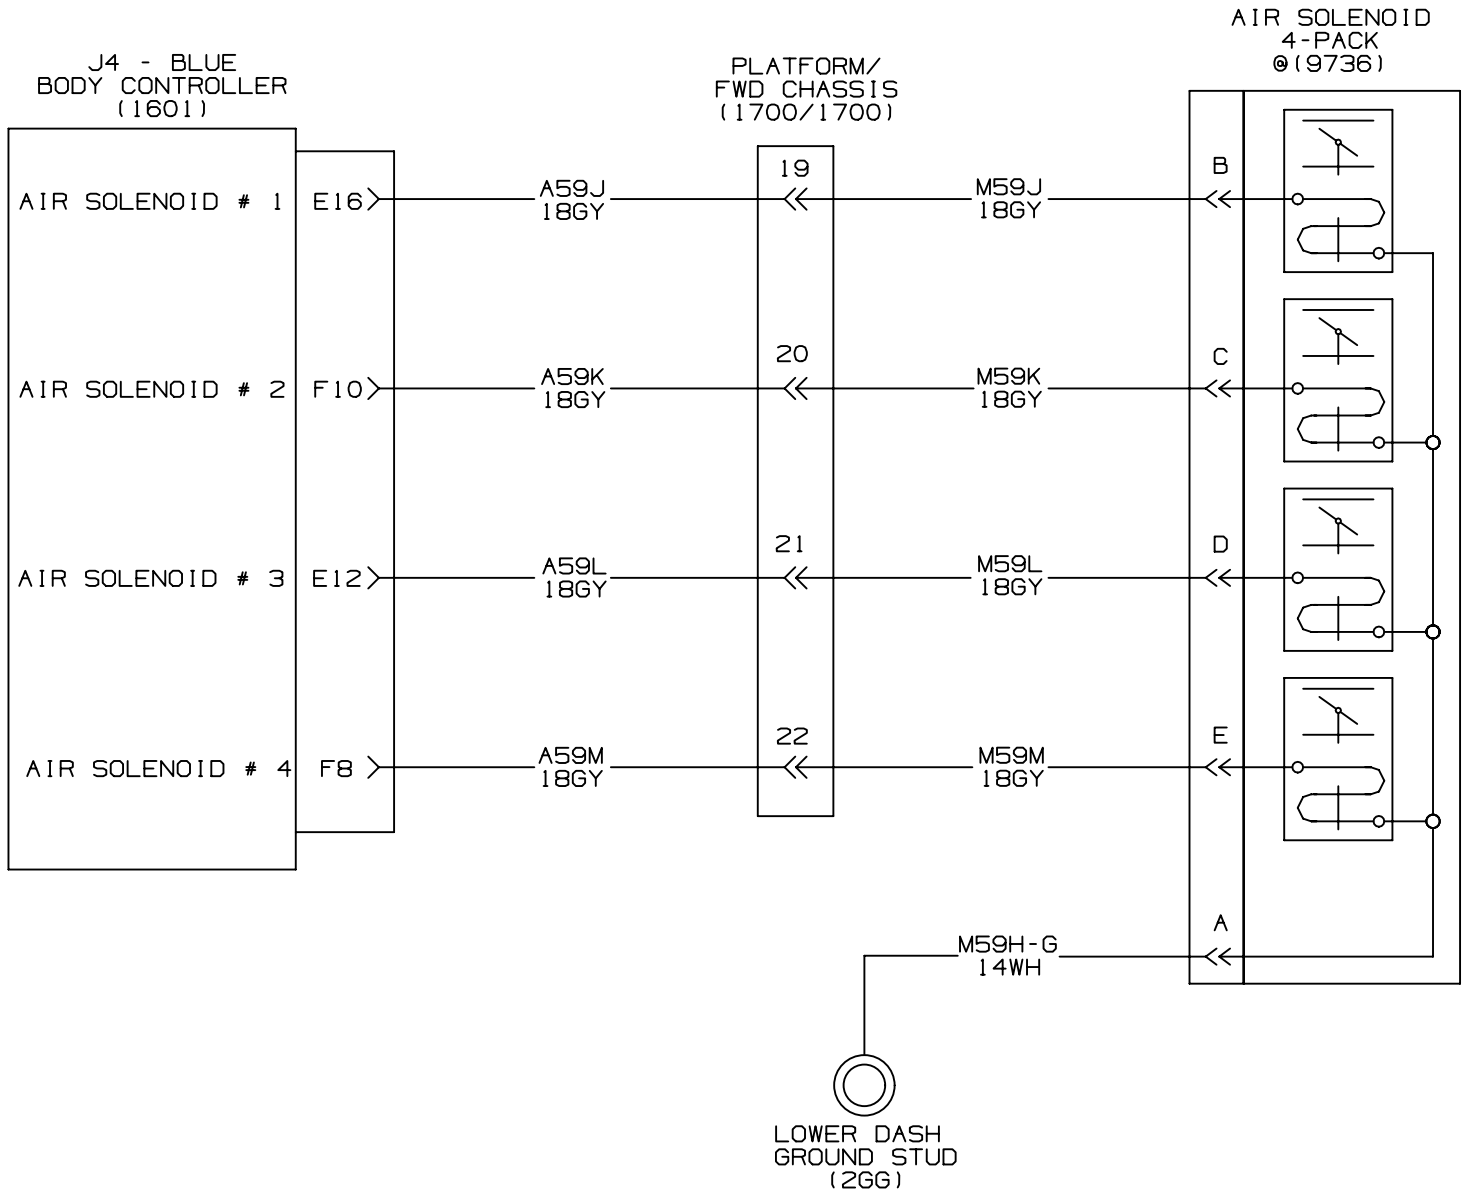 AIR SOLENOID
4-PACK
@(9736)
J4 - BLUE
BODY CONTROLLER
(1601)
PLATFORM/
FWD CHASSIS
(1700/1700)
AIR SOLENOID # 1
E16
A59J
18GY
19
M59J
18GY
B
AIR SOLENOID # 2
F10
A59K
18GY
20
M59K
18GY
C
AIR SOLENOID # 3
E12
A59L
18GY
21
M59L
18GY
D
AIR SOLENOID # 4
F8
A59M
18GY
22
M59M
18GY
E
A
M59H-G
14WH
LOWER DASH
GROUND STUD
(2GG)